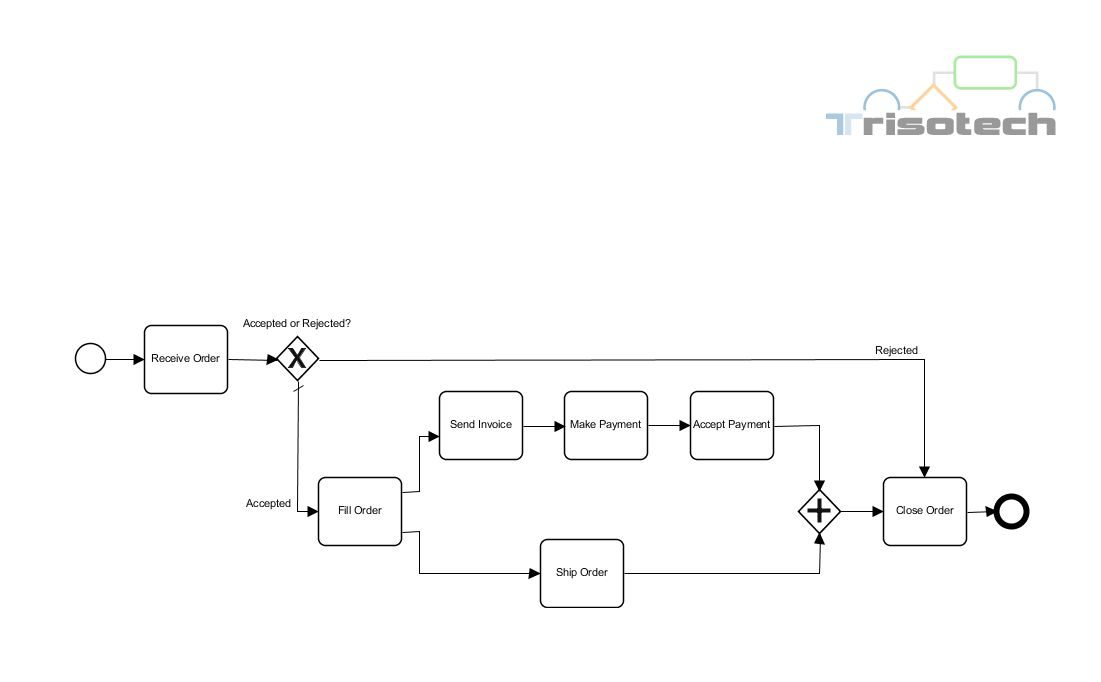 Trisotech
Accepted or Rejected?
Receive Order
X
Rejected
Send Invoice
Make Payment
Accept Payment
Accepted
Fill Order
Close Order
Ship Order